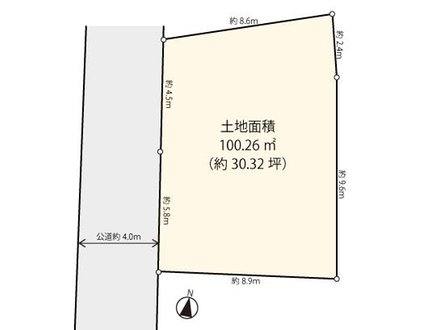 約 8.6m
約 2.4m
約 4.5m
土地面積
100.26 ㎡
（約 30.32 坪）
約 9.6m
約 5.8m
公道約 4.0m
約 8.9m
N